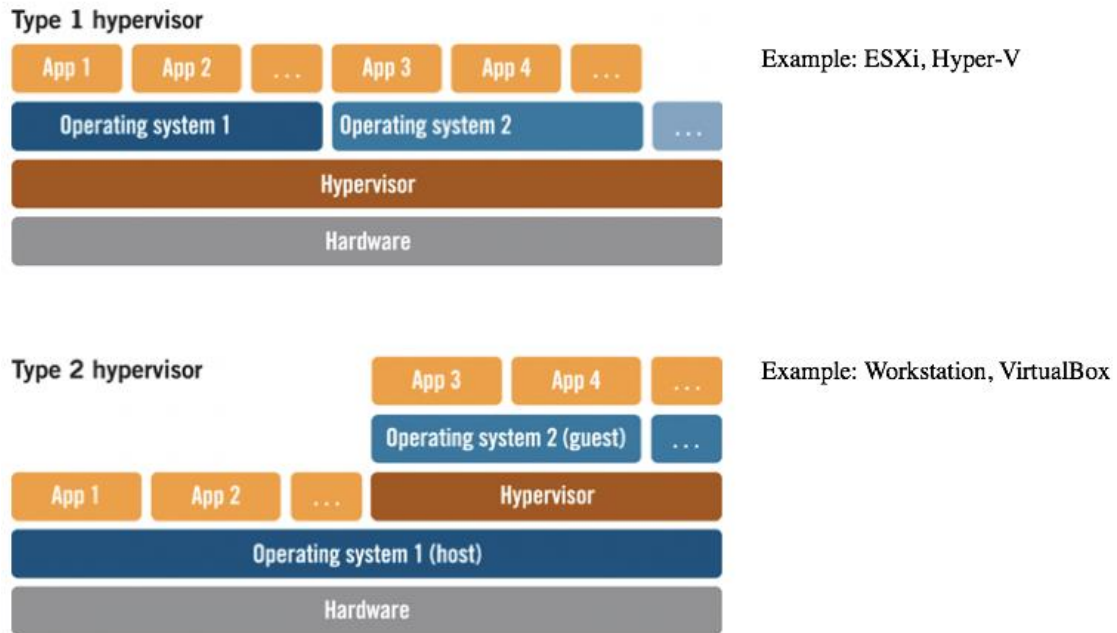 Type 1 hypervisor
App 1 App 2 ... App 3 App 4 ... Example: ESXi, Hyper-V
Operating system 1 Operating system 2 ...
Hypervisor
Hardware
Type 2 hypervisor
App 3 App 4 ... Example: Workstation, VirtualBox
Operating system 2 (guest) ...
App 1 App 2 ... Hypervisor
Operating system 1 (host)
Hardware